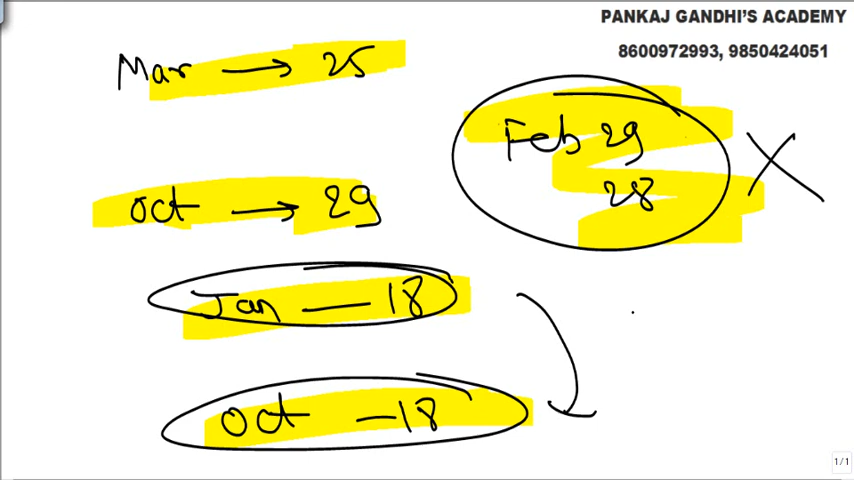 PANKAJ GANDHI'S ACADEMY
8600972993, 9850424051
Mar → 25
Feb 29
28
Oct → 29
Jan — 18
Oct — 18
1/1